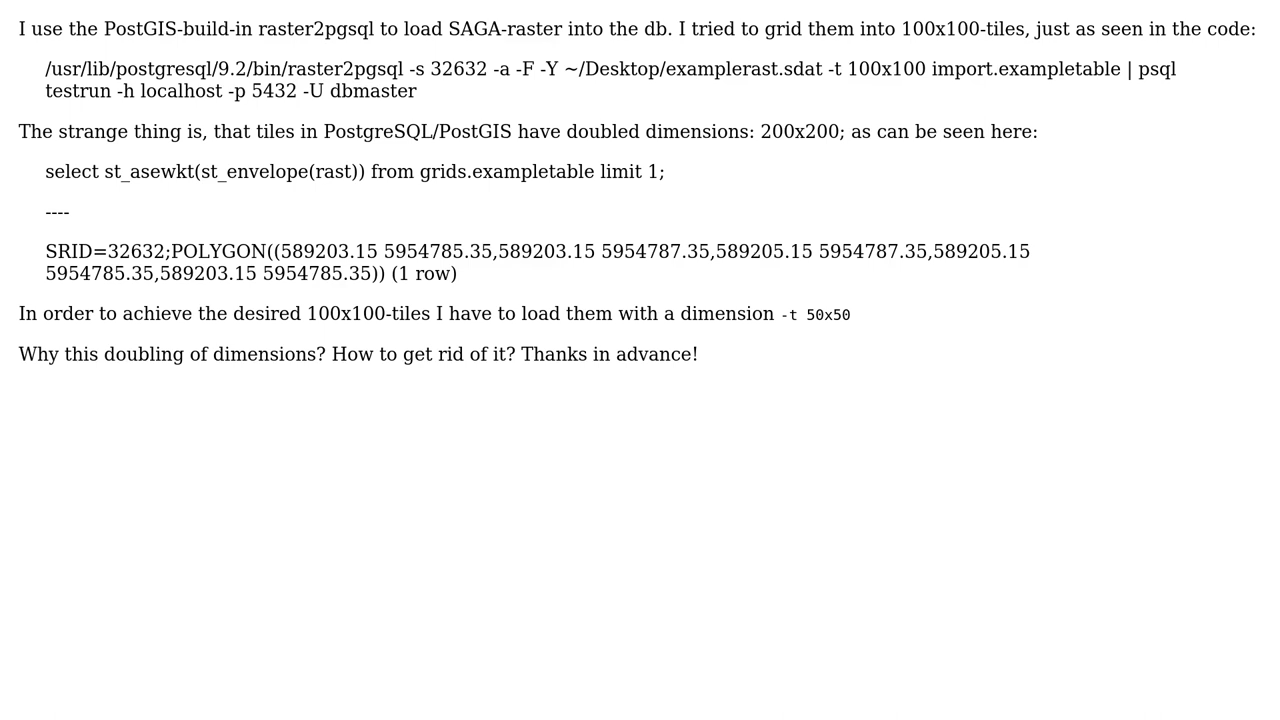 I use the PostGIS-build-in raster2pgsql to load SAGA-raster into the db. I tried to grid them into 100x100-tiles, just as seen in the code:
/usr/lib/postgresql/9.2/bin/raster2pgsql -s 32632 -a -F -Y ~/Desktop/examplerast.sdat -t 100x100 import.exampletable | psql
testrun -h localhost -p 5432 -U dbmaster
The strange thing is, that tiles in PostgreSQL/PostGIS have doubled dimensions: 200x200; as can be seen here:
select st_asewkt(st_envelope(rast)) from grids.exampletable limit 1;
----
SRID=32632;POLYGON((589203.15 5954785.35,589203.15 5954787.35,589205.15 5954787.35,589205.15
5954785.35,589203.15 5954785.35)) (1 row)
In order to achieve the desired 100x100-tiles I have to load them with a dimension -t 50x50
Why this doubling of dimensions? How to get rid of it? Thanks in advance!